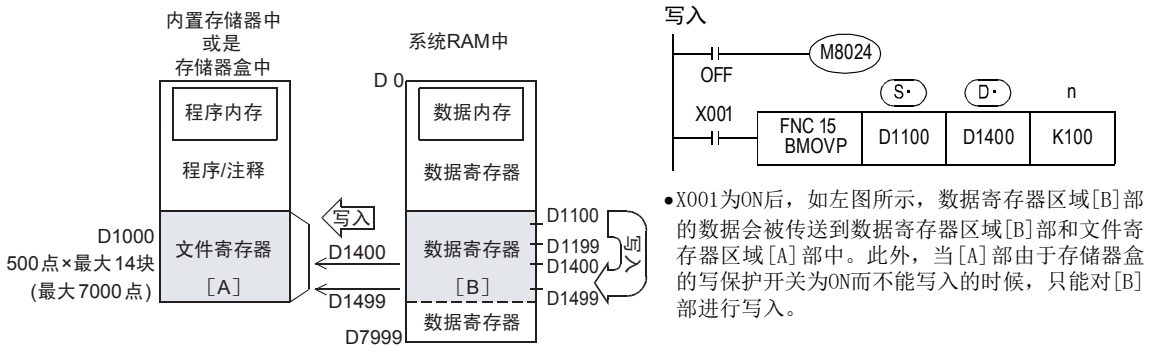 内置存储器中
或是
存储器盒中
程序内存
程序/注释
D1000
500点×最大14块
(最大7000点)
文件寄存器
[A]
写入
D1400
D1499
系统RAM中
D 0
数据内存
数据寄存器
数据寄存器
[B]
数据寄存器
D7999
D1100
D1199
D1400
D1499
写入
写入
M8024
OFF
S·
D·
n
X001
FNC 15
BMOVP
D1100
D1400
K100
•X001为ON后，如左图所示，数据寄存器区域[B]部
的数据会被传送到数据寄存器区域[B]部和文件寄
存器区域[A]部中。此外，当[A]部由于存储器盒
的写保护开关为ON而不能写入的时候，只能对[B]
部进行写入。